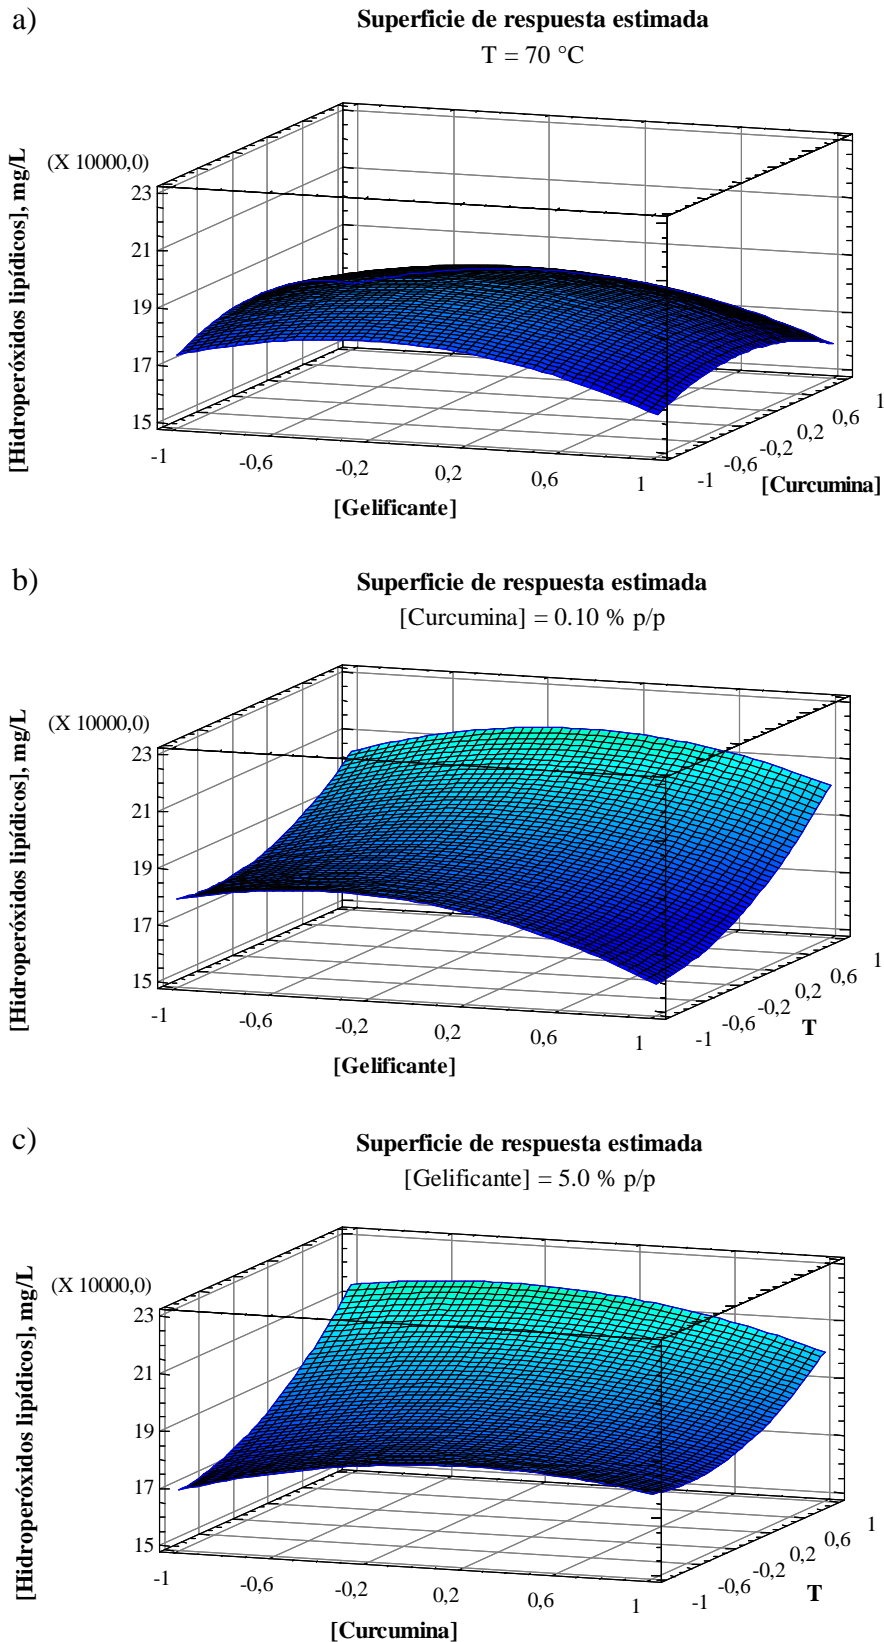 a)
Superficie de respuesta estimada
T = 70 °C
(X 10000,0)
[Hidroperóxidos lipídicos], mg/L
23
21
19
17
15
-1
-0,6
-0,2
0,2
0,6
1
[Gelificante]
-1
-0,6
-0,2
0,2
0,6
1
[Curcumina]
b)
Superficie de respuesta estimada
[Curcumina] = 0.10 % p/p
(X 10000,0)
[Hidroperóxidos lipídicos], mg/L
23
21
19
17
15
-1
-0,6
-0,2
0,2
0,6
1
[Gelificante]
-1
-0,6
-0,2
0,2
0,6
1
T
c)
Superficie de respuesta estimada
[Gelificante] = 5.0 % p/p
(X 10000,0)
[Hidroperóxidos lipídicos], mg/L
23
21
19
17
15
-1
-0,6
-0,2
0,2
0,6
1
[Curcumina]
-1
-0,6
-0,2
0,2
0,6
1
T